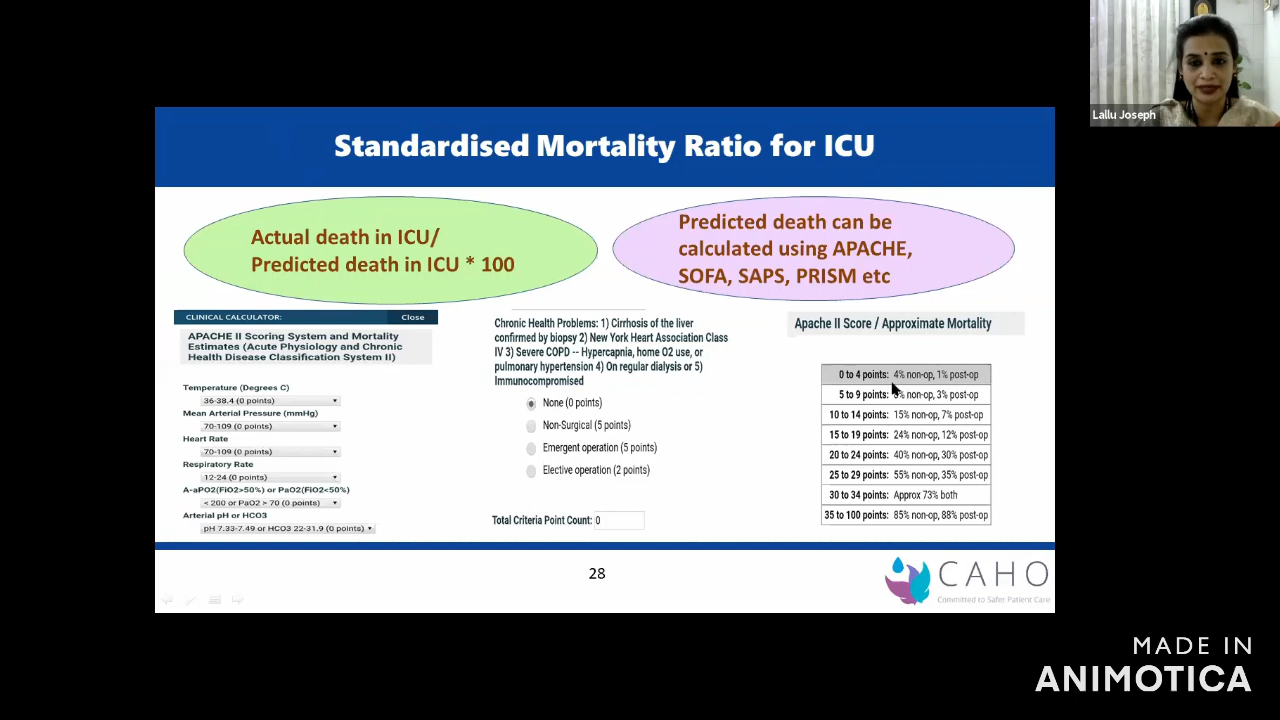 Lallu Joseph
Standardised Mortality Ratio for ICU
Actual death in ICU/
Predicted death in ICU * 100
Predicted death can be
calculated using APACHE,
SOFA, SAPS, PRISM etc
CLINICAL CALCULATOR:
Close
APACHE II Scoring System and Mortality
Estimates (Acute Physiology and Chronic
Health Disease Classification System II)
Temperature (Degrees C)
36-38.4 (0 points)
Mean Arterial Pressure (mmHg)
70-109 (0 points)
Heart Rate
70-109 (0 points)
Respiratory Rate
12-24 (0 points)
A-aPO2(FiO2>50%) or PaO2(FiO2<50%)
< 200 or PaO2 > 70 (0 points)
Arterial pH or HCO3
pH 7.33-7.49 or HCO3 22-31.9 (0 points)
Chronic Health Problems: 1) Cirrhosis of the liver
confirmed by biopsy 2) New York Heart Association Class
IV 3) Severe COPD -- Hypercapnia, home O2 use, or
pulmonary hypertension 4) On regular dialysis or 5)
Immunocompromised
None (0 points)
Non-Surgical (5 points)
Emergent operation (5 points)
Elective operation (2 points)
Total Criteria Point Count: 0
Apache II Score / Approximate Mortality
0 to 4 points: 4% non-op, 1% post-op
5 to 9 points: non-op, 3% post-op
10 to 14 points: 15% non-op, 7% post-op
15 to 19 points: 24% non-op, 12% post-op
20 to 24 points: 40% non-op, 30% post-op
25 to 29 points: 55% non-op, 35% post-op
30 to 34 points: Approx 73% both
35 to 100 points: 85% non-op, 88% post-op
28
CAHO
Committed to Safer Patient Care
MADE IN
ANIMOTICA